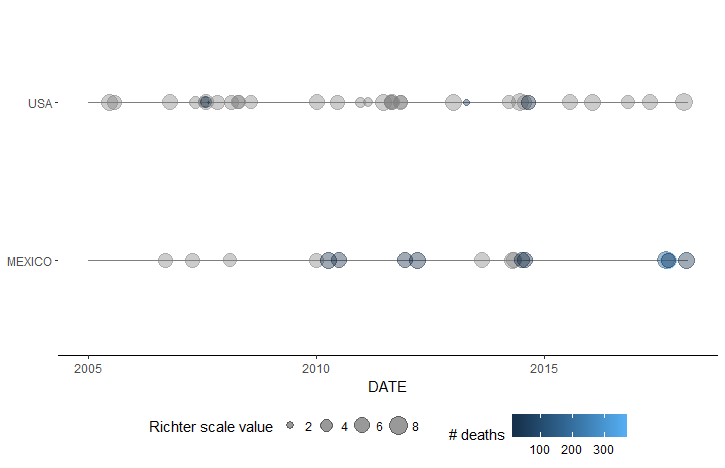 USA
MEXICO
2005 2010 2015
DATE
Richter scale value 2 4 6 8
# deaths
100 200 300